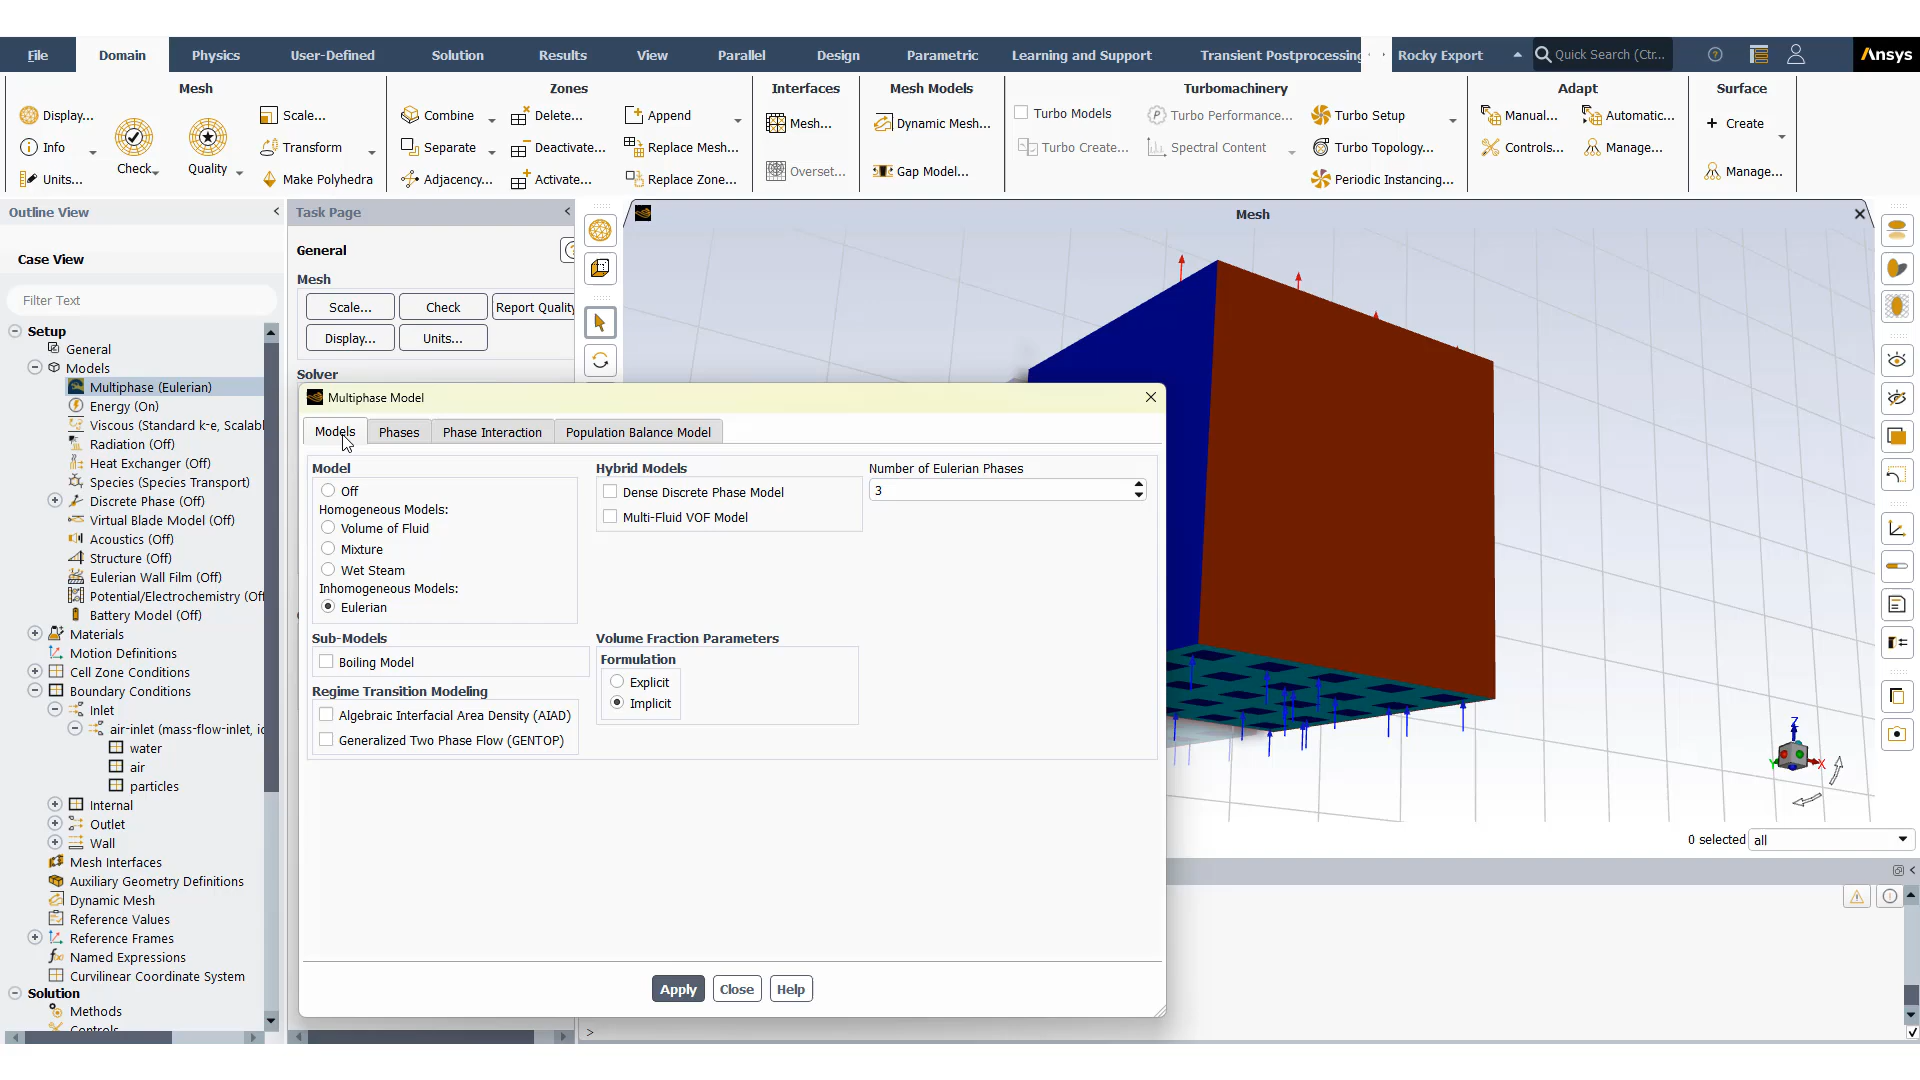 File Domain Physics User-Defined Solution Results View Parallel Design Parametric Learning and Support Transient Postprocessing Rocky Export Quick Search (Ctr... Ansys
Mesh Zones Interfaces Mesh Models Turbomachinery Adapt Surface
Display... Scale... Combine Delete... Append Mesh... Dynamic Mesh... Turbo Models Turbo Performance... Turbo Setup Manual... Automatic... Create
Info Check Quality Transform Separate Deactivate... Replace Mesh... Overset... Gap Model... Turbo Create... Spectral Content Turbo Topology... Controls... Manage... Manage...
Units... Make Polyhedra Adjacency... Activate... Replace Zone... Periodic Instancing...
Outline View
Case View
Filter Text
Setup
General
Models
Multiphase (Eulerian)
Energy (On)
Viscous (Standard k-e, Scalabl
Radiation (Off)
Heat Exchanger (Off)
Species (Species Transport)
Discrete Phase (Off)
Virtual Blade Model (Off)
Acoustics (Off)
Structure (Off)
Eulerian Wall Film (Off)
Potential/Electrochemistry (Off
Battery Model (Off)
Materials
Motion Definitions
Cell Zone Conditions
Boundary Conditions
Inlet
air-inlet (mass-flow-inlet, ic
water
air
particles
Internal
Outlet
Wall
Mesh Interfaces
Auxiliary Geometry Definitions
Dynamic Mesh
Reference Values
Reference Frames
Named Expressions
Curvilinear Coordinate System
Solution
Methods
Controls
Task Page
General
Mesh
Scale... Check Report Quality
Display... Units...
Solver
Multiphase Model
Models Phases Phase Interaction Population Balance Model
Model
Off
Homogeneous Models:
Volume of Fluid
Mixture
Wet Steam
Inhomogeneous Models:
Eulerian
Sub-Models
Boiling Model
Regime Transition Modeling
Algebraic Interfacial Area Density (AIAD)
Generalized Two Phase Flow (GENTOP)
Hybrid Models
Dense Discrete Phase Model
Multi-Fluid VOF Model
Volume Fraction Parameters
Formulation
Explicit
Implicit
Number of Eulerian Phases
3
Apply Close Help
Mesh
Z
Y X
0 selected all
>